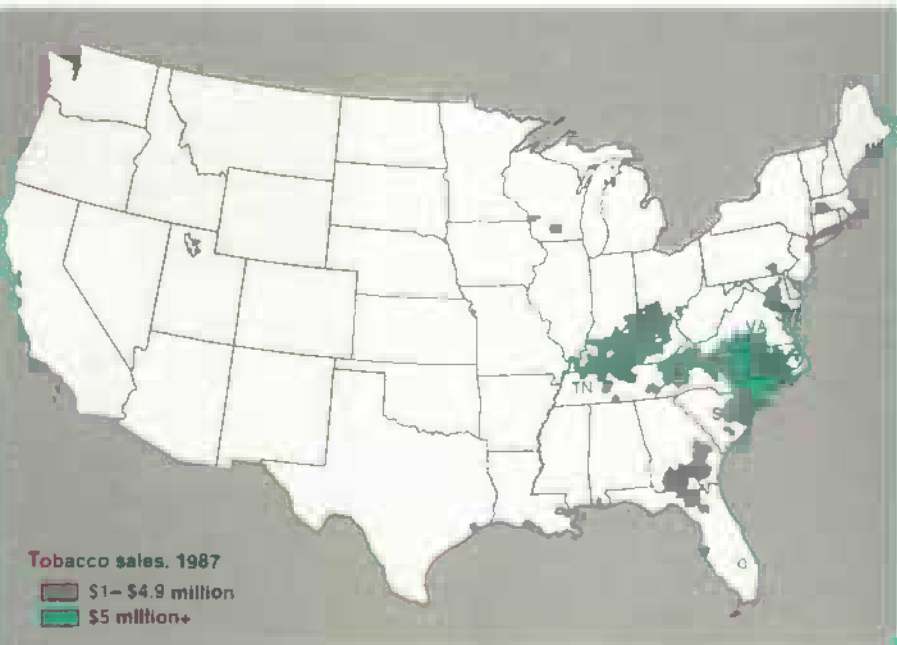 VA
TN
S
Tobacco sales. 1987
$1-$4.9 million
$5 million+